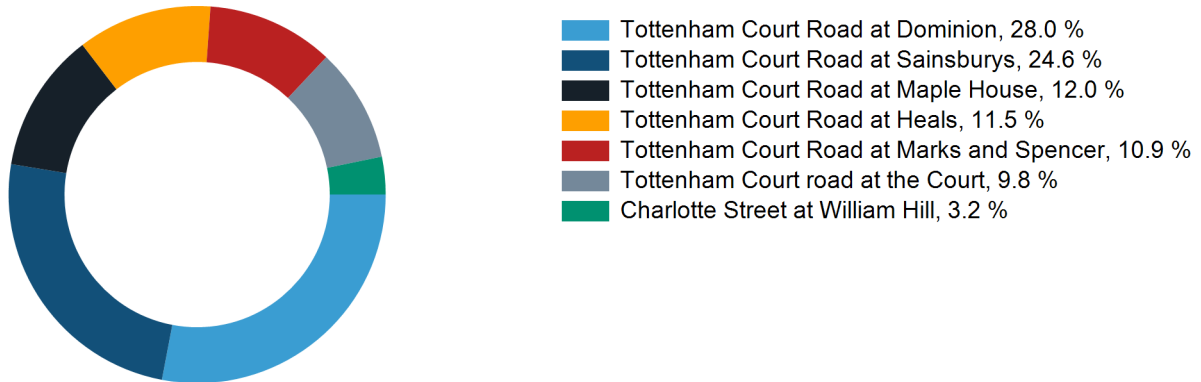 Tottenham Court Road at Dominion, 28.0 %
Tottenham Court Road at Sainsburys, 24.6 %
Tottenham Court Road at Maple House, 12.0 %
Tottenham Court Road at Heals, 11.5 %
Tottenham Court Road at Marks and Spencer, 10.9 %
Tottenham Court road at the Court, 9.8 %
Charlotte Street at William Hill, 3.2 %